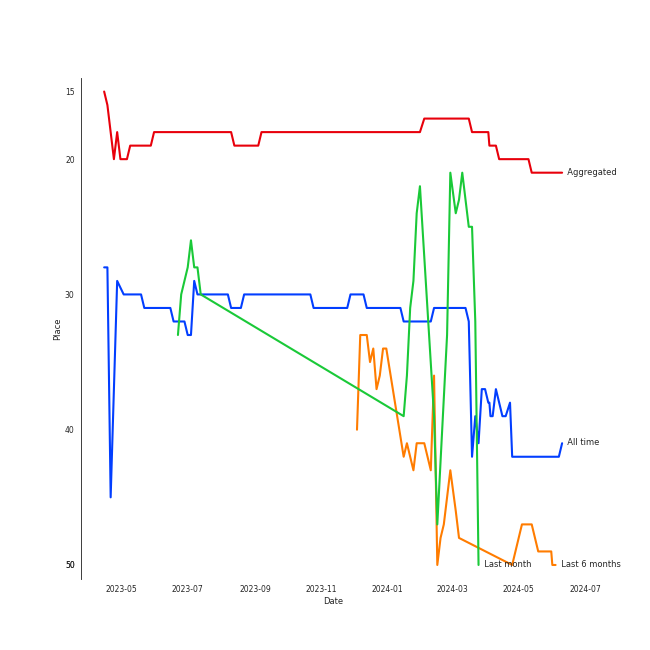 15
20
Aggregated
30
Place
40
All time
50
Last month
Last 6 months
2023-05
2023-07
2023-09
2023-11
2024-01
2024-03
2024-05
2024-07
Date